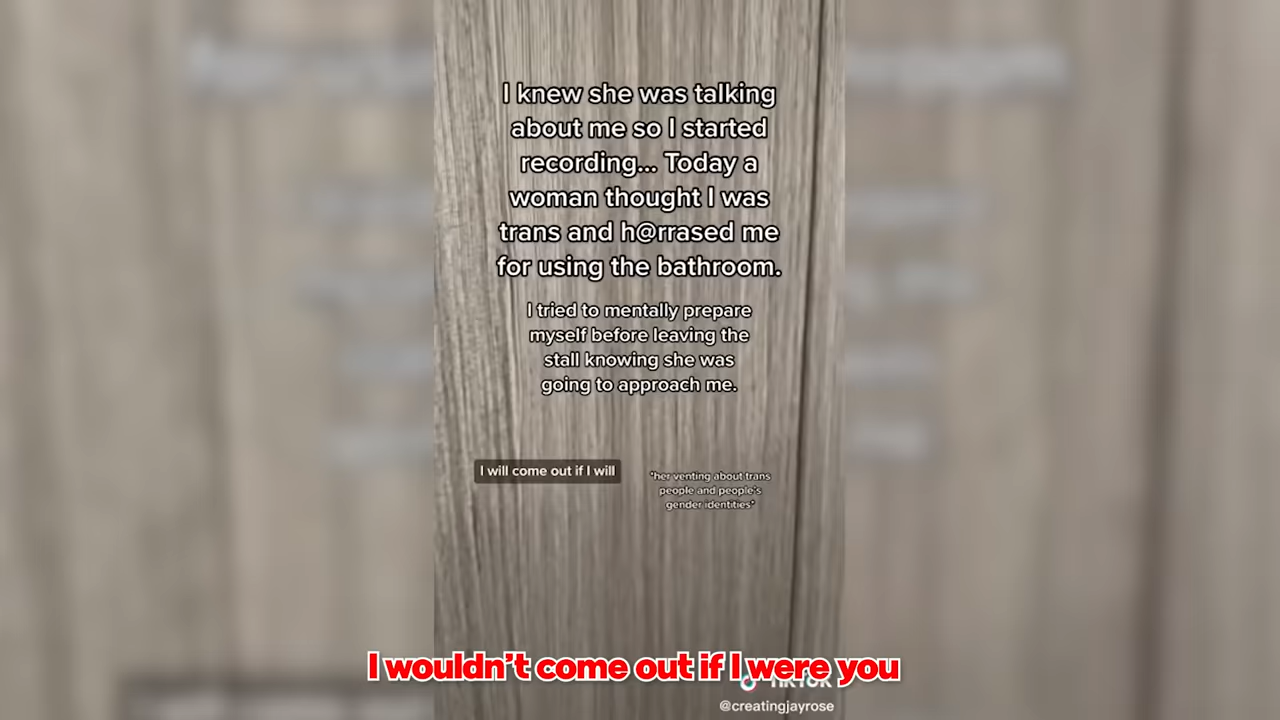 I knew she was talking
about me so I started
recording... Today a
woman thought I was
trans and h@rrased me
for using the bathroom.
I tried to mentally prepare
myself before leaving the
stall knowing she was
going to approach me.
I will come out if I will
*her venting about trans
people and people's
gender identities*
I wouldn't come out if I were you
TikTok
@creatingjayrose